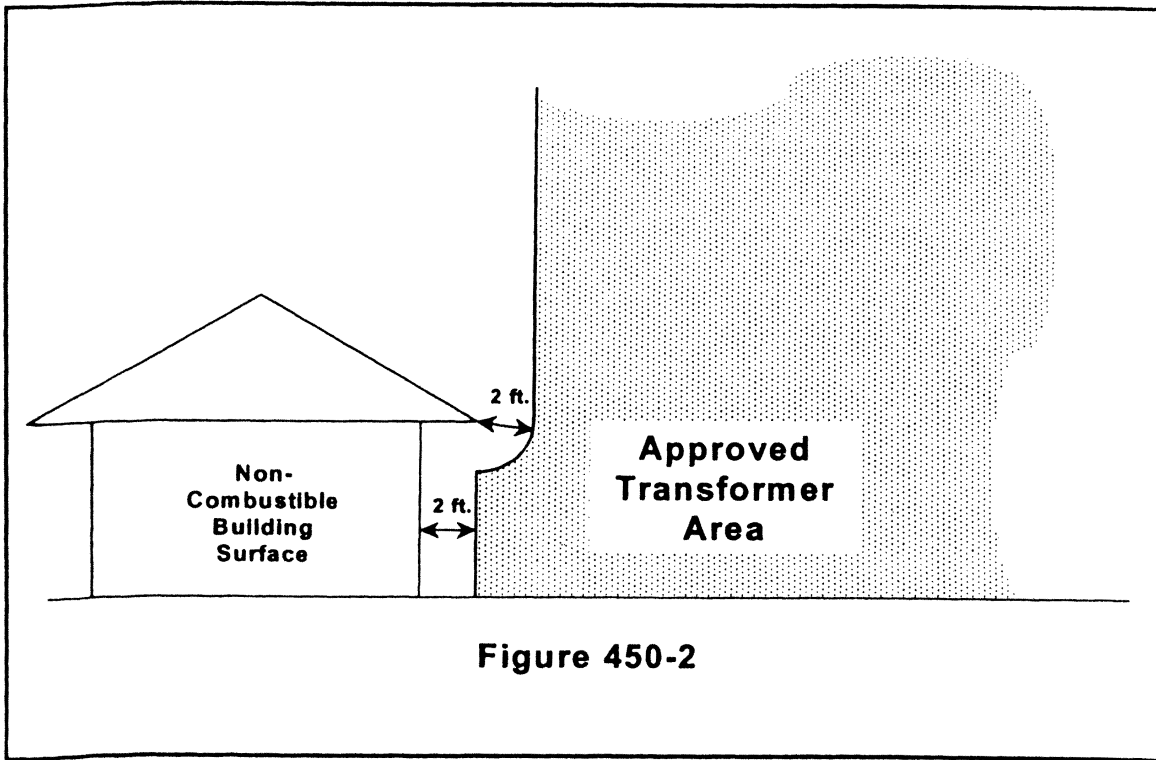 2 ft.
Approved
Transformer
Area
Non-
Combustible
Building
Surface
2 ft.
Figure 450-2